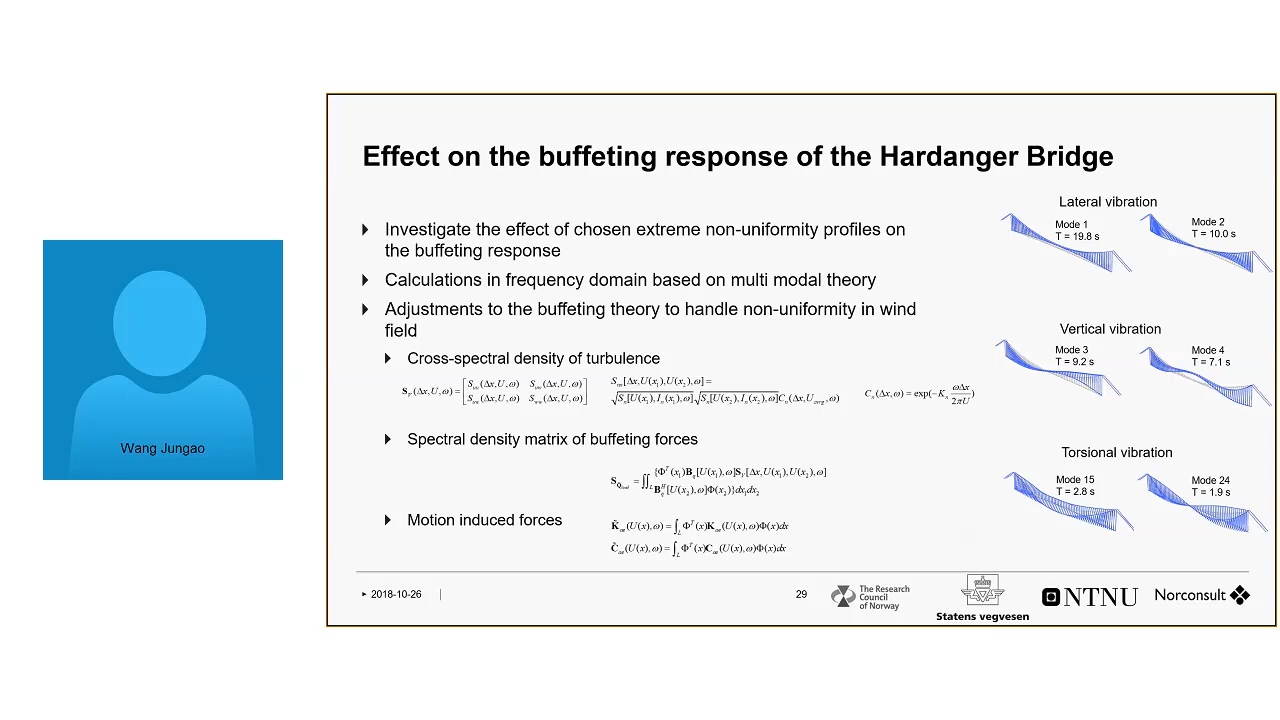 Effect on the buffeting response of the Hardanger Bridge
Investigate the effect of chosen extreme non-uniformity profiles on
the buffeting response
Calculations in frequency domain based on multi modal theory
Adjustments to the buffeting theory to handle non-uniformity in wind
field
Cross-spectral density of turbulence
Spectral density matrix of buffeting forces
Motion induced forces
Lateral vibration
Mode 1
T = 19.8 s
Mode 2
T = 10.0 s
Vertical vibration
Mode 3
T = 9.2 s
Mode 4
T = 7.1 s
Torsional vibration
Mode 15
T = 2.8 s
Mode 24
T = 1.9 s
Wang Jungao
2018-10-26
29
The Research
Council
of Norway
Statens vegvesen
NTNU
Norconsult